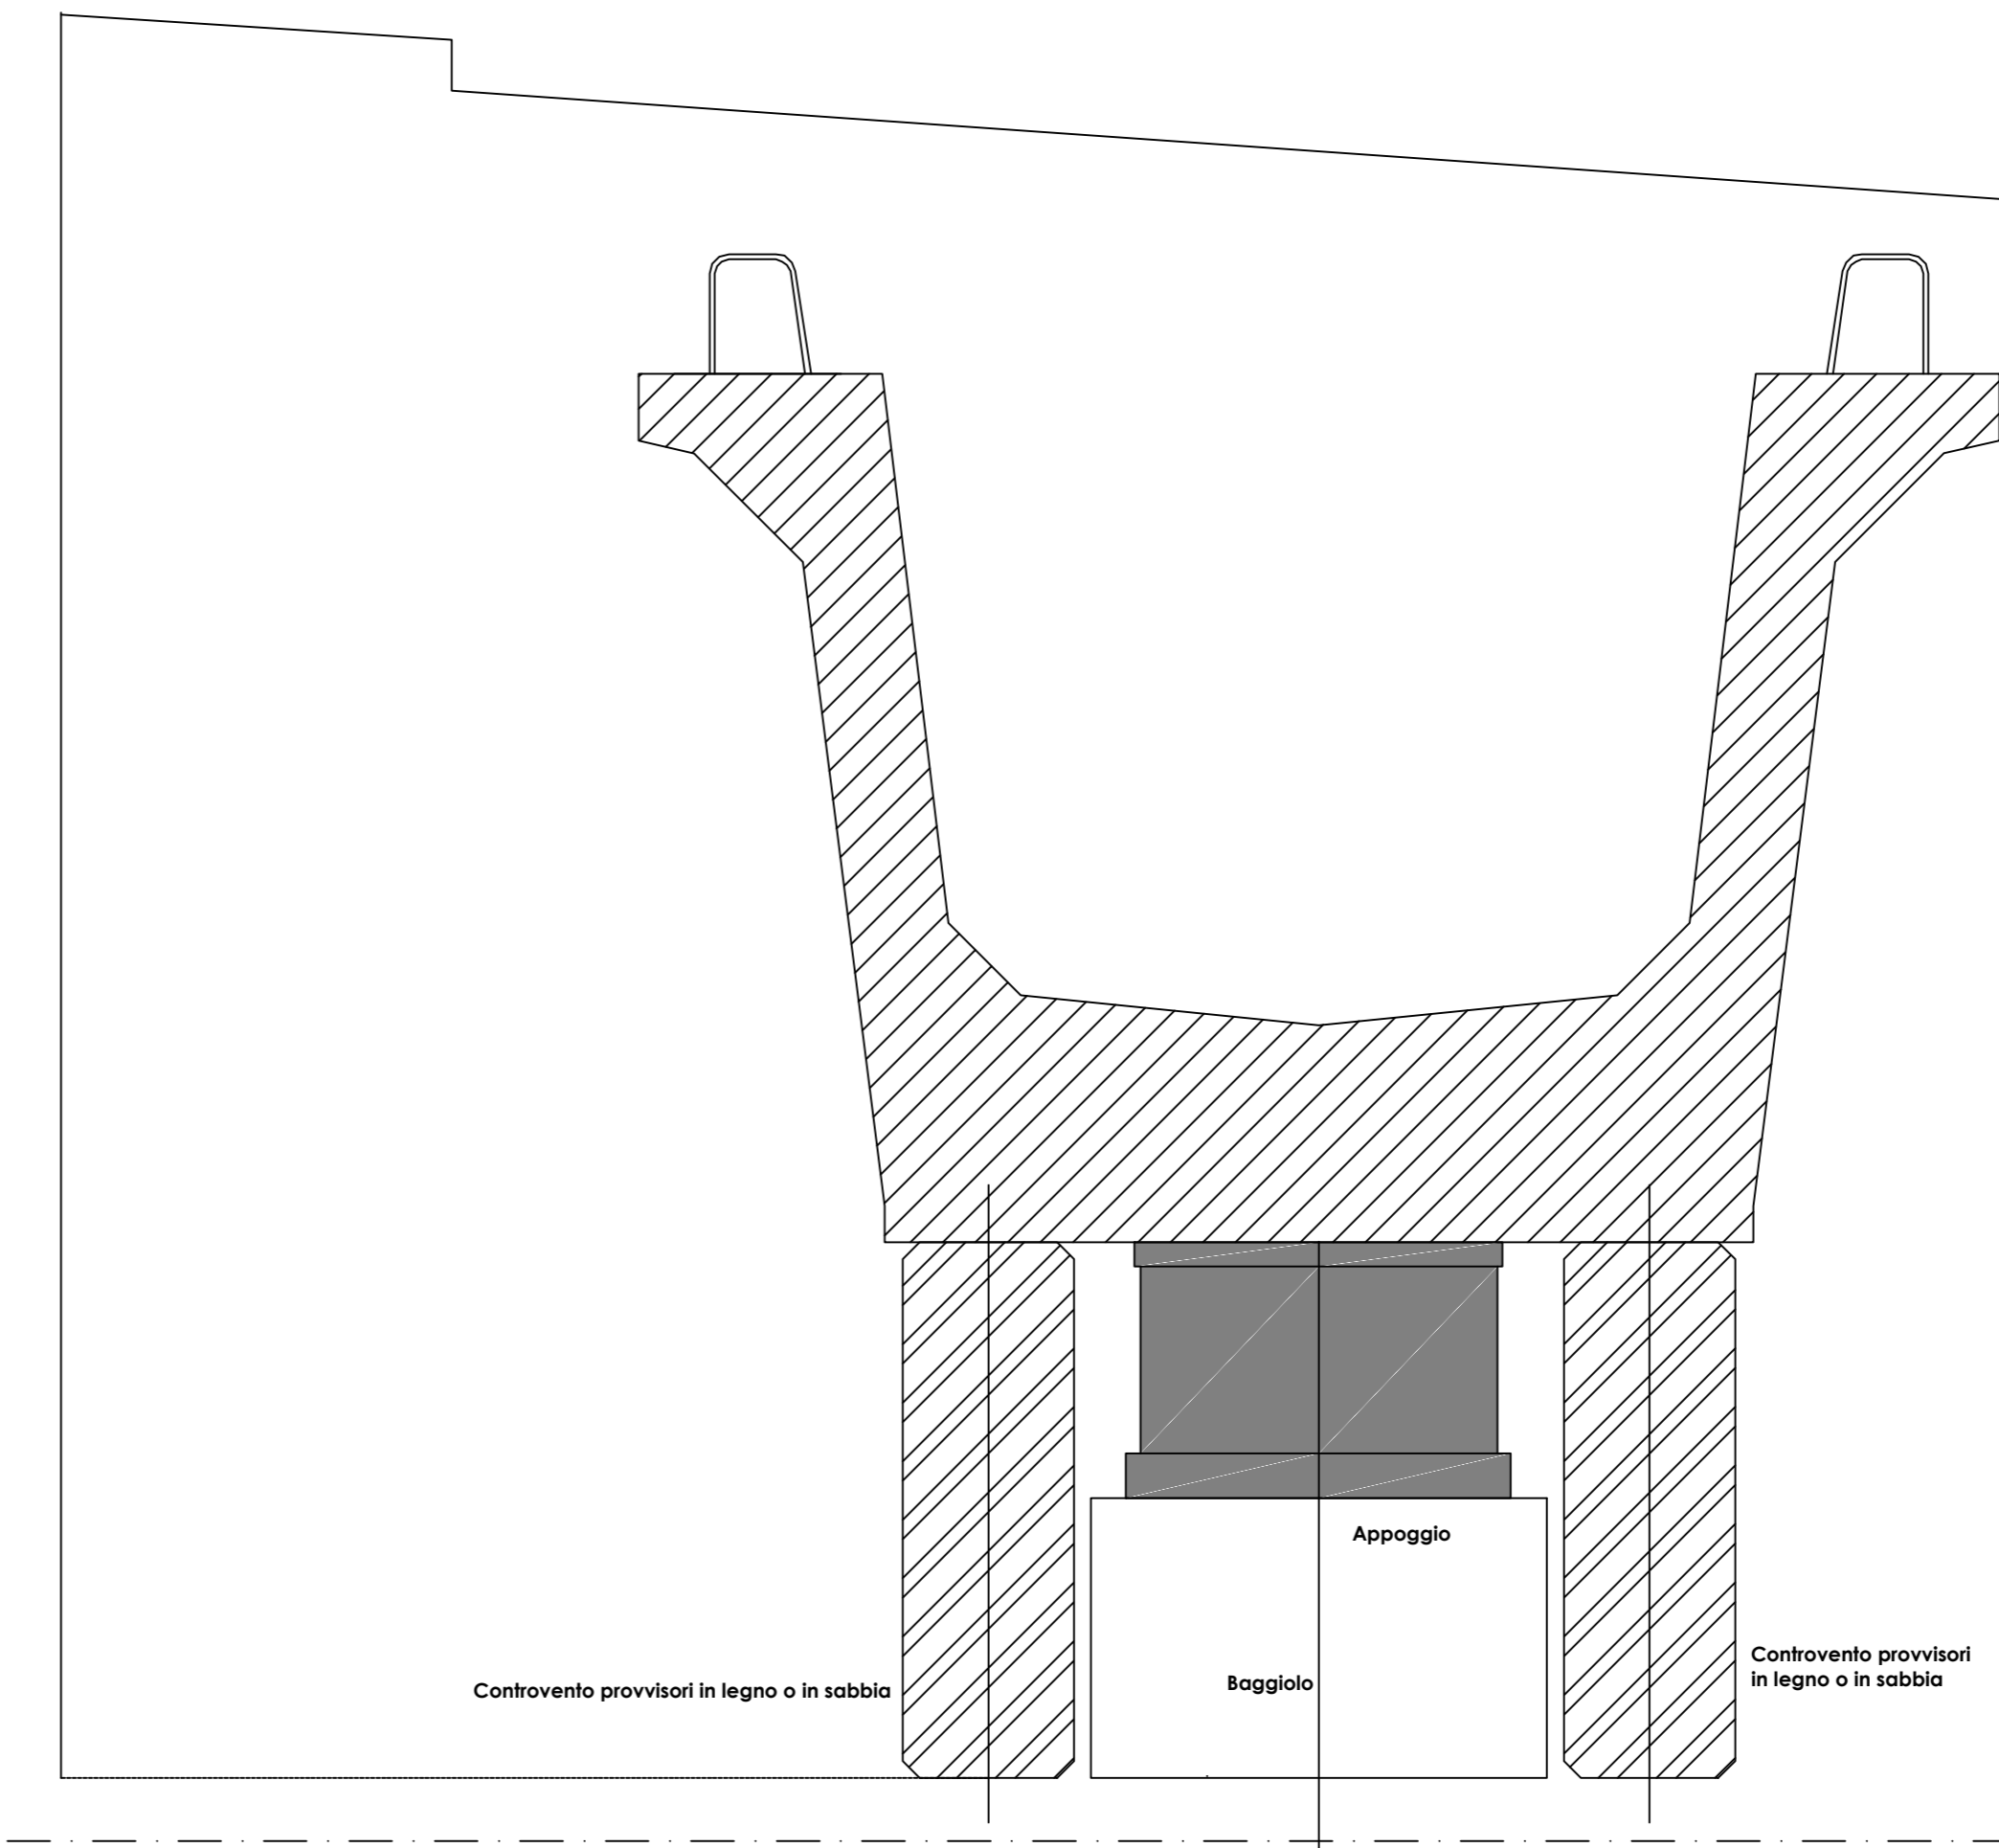 Appoggio
Controvento provvisori
in legno o in sabbia
Baggiolo
Controvento provvisori in legno o in sabbia